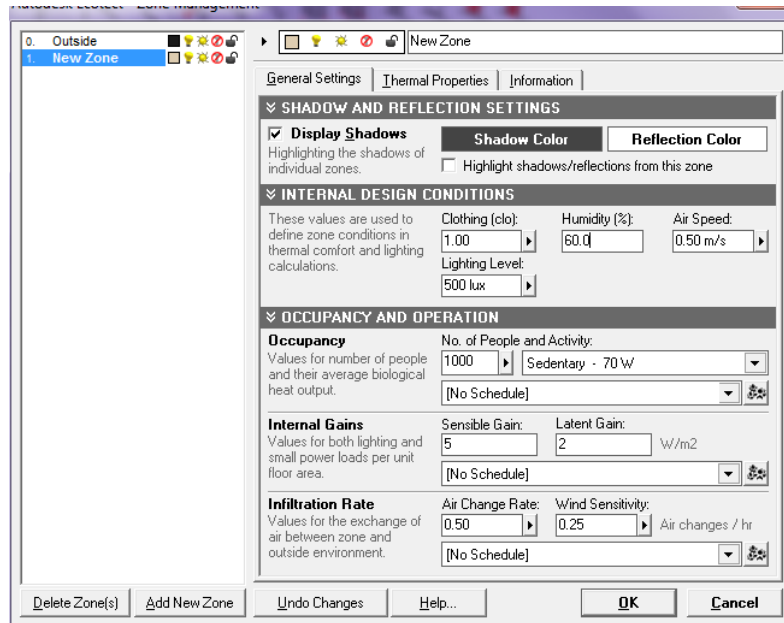 Autodesk Ecotect - Zone Management
0. Outside
1. New Zone
New Zone
General Settings
Thermal Properties
Information
SHADOW AND REFLECTION SETTINGS
Display Shadows
Highlighting the shadows of
individual zones.
Shadow Color
Reflection Color
Highlight shadows/reflections from this zone
INTERNAL DESIGN CONDITIONS
These values are used to
define zone conditions in
thermal comfort and lighting
calculations.
Clothing (clo): Humidity (%): Air Speed:
1.00 60.0 0.50 m/s
Lighting Level:
500 lux
OCCUPANCY AND OPERATION
Occupancy
Values for number of people
and their average biological
heat output.
No. of People and Activity:
1000 Sedentary - 70 W
[No Schedule]
Internal Gains
Values for both lighting and
small power loads per unit
floor area.
Sensible Gain: Latent Gain:
5 2 W/m2
[No Schedule]
Infiltration Rate
Values for the exchange of
air between zone and
outside environment.
Air Change Rate: Wind Sensitivity:
0.50 0.25 Air changes / hr
[No Schedule]
Delete Zone(s) Add New Zone Undo Changes Help... OK Cancel